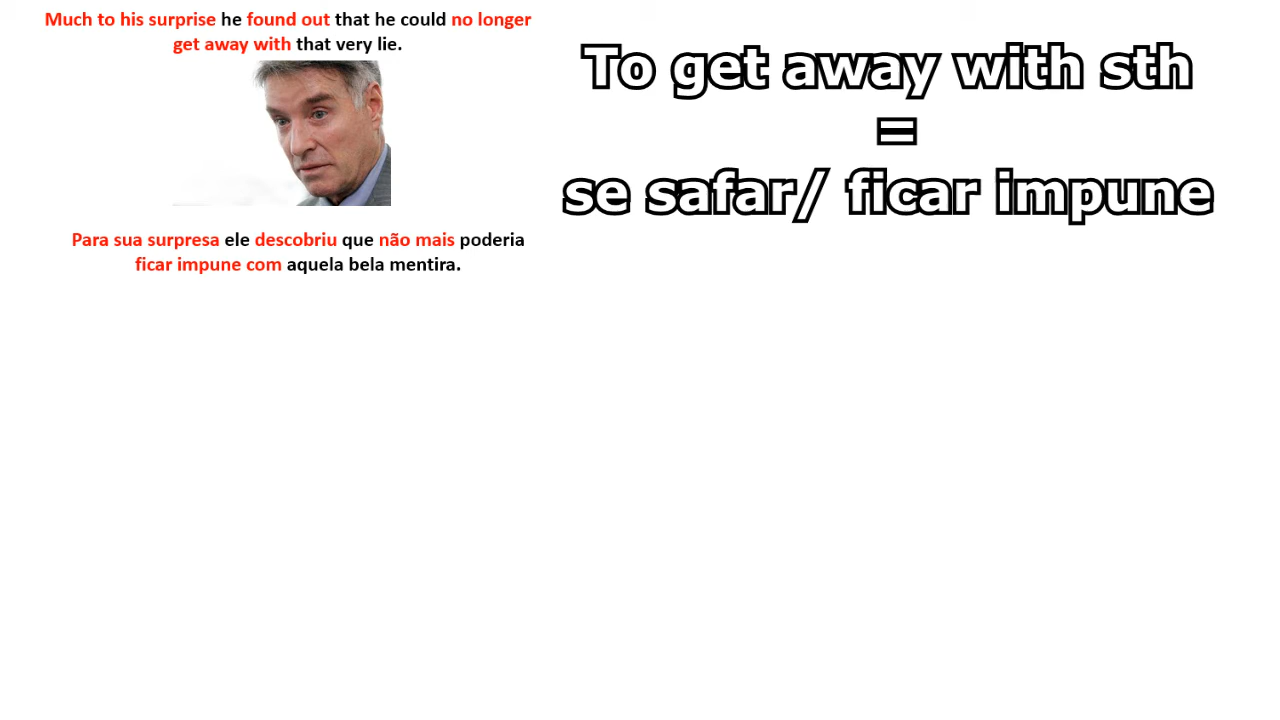 Much to his surprise he found out that he could no longer
get away with that very lie.
Para sua surpresa ele descobriu que não mais poderia
ficar impune com aquela bela mentira.
To get away with sth
=
se safar/ ficar impune